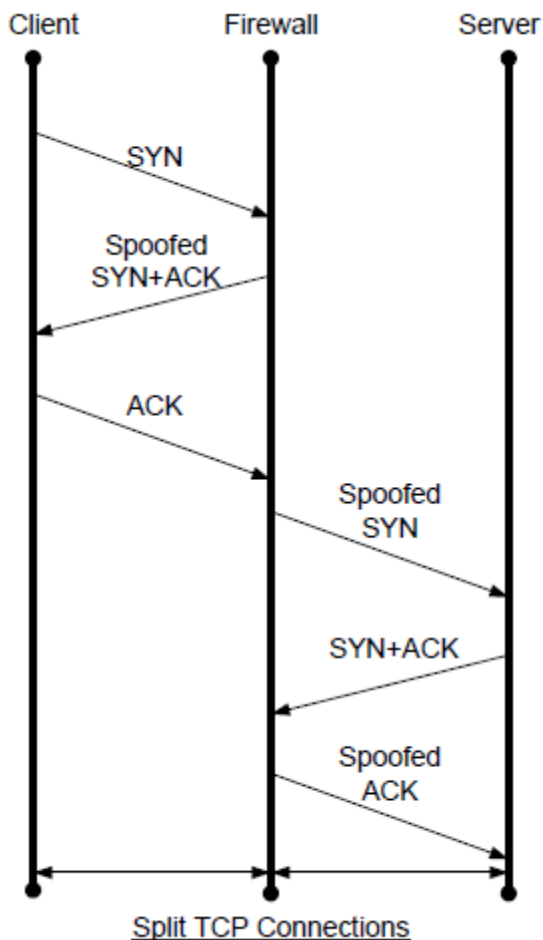 Client Firewall Server
SYN
Spoofed
SYN+ACK
ACK
Spoofed
SYN
SYN+ACK
Spoofed
ACK
Split TCP Connections